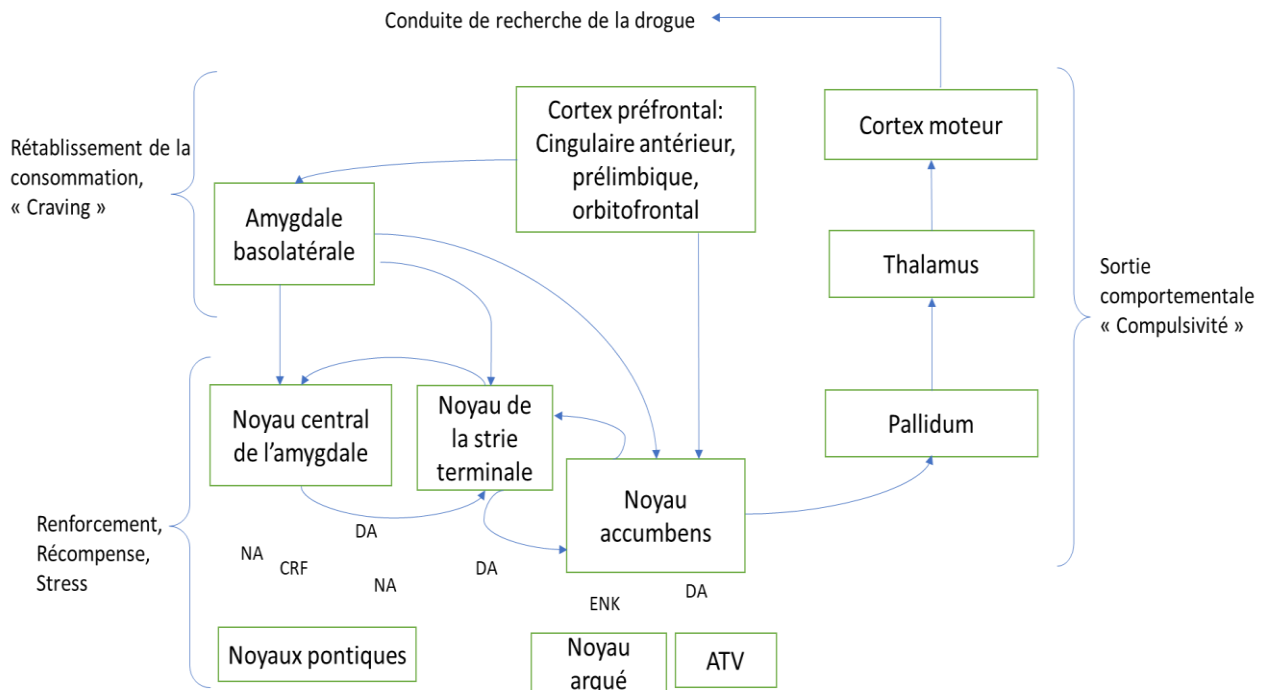 Conduite de recherche de la drogue
Rétablissement de la
consommation,
« Craving »
Cortex préfrontal:
Cingulaire antérieur,
prélimbique,
orbitofrontal
Amygdale
basolatérale
Cortex moteur
Thalamus
Pallidum
Sortie
comportementale
« Compulsivité »
Renforcement,
Récompense,
Stress
Noyau central
de l’amygdale
Noyau de
la strie
terminale
Noyau
accumbens
DA
NA
CRF
NA
DA
ENK
DA
Noyaux pontiques
Noyau
arqué
ATV